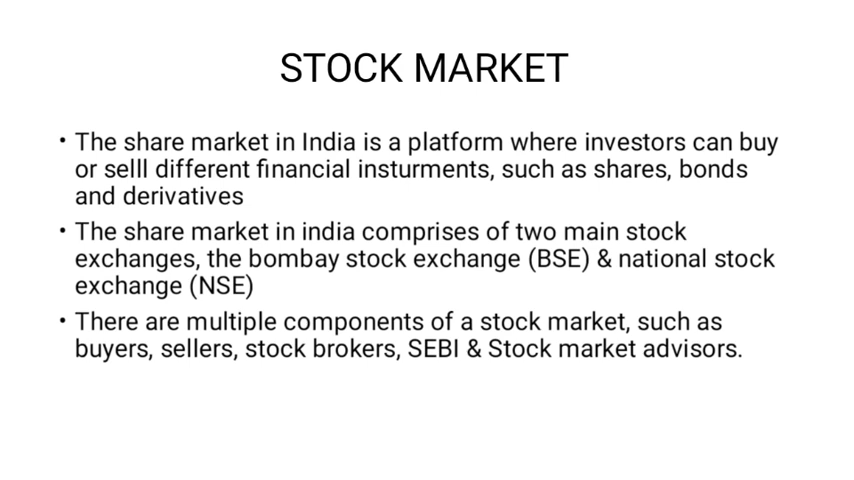 STOCK MARKET
• The share market in India is a platform where investors can buy
or selll different financial insturments, such as shares, bonds
and derivatives
• The share market in india comprises of two main stock
exchanges, the bombay stock exchange (BSE) & national stock
exchange (NSE)
• There are multiple components of a stock market, such as
buyers, sellers, stock brokers, SEBI & Stock market advisors.